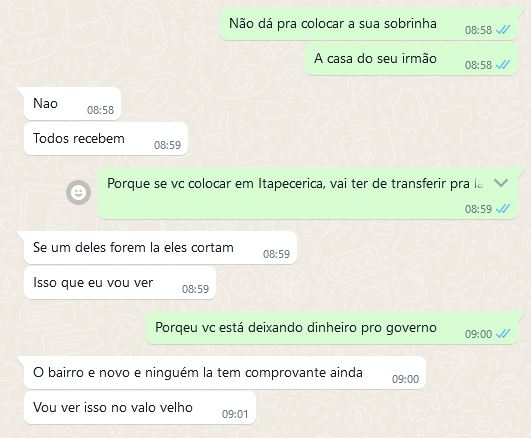 Não dá pra colocar a sua sobrinha
08:58
A casa do seu irmão
08:58
Nao
08:58
Todos recebem
08:59
Porque se vc colocar em Itapecerica, vai ter de transferir pra
08:59
Se um deles forem la eles cortam
08:59
Isso que eu vou ver
08:59
Porqeu vc está deixando dinheiro pro governo
09:00
O bairro e novo e ninguém la tem comprovante ainda
09:00
Vou ver isso no valo velho
09:01